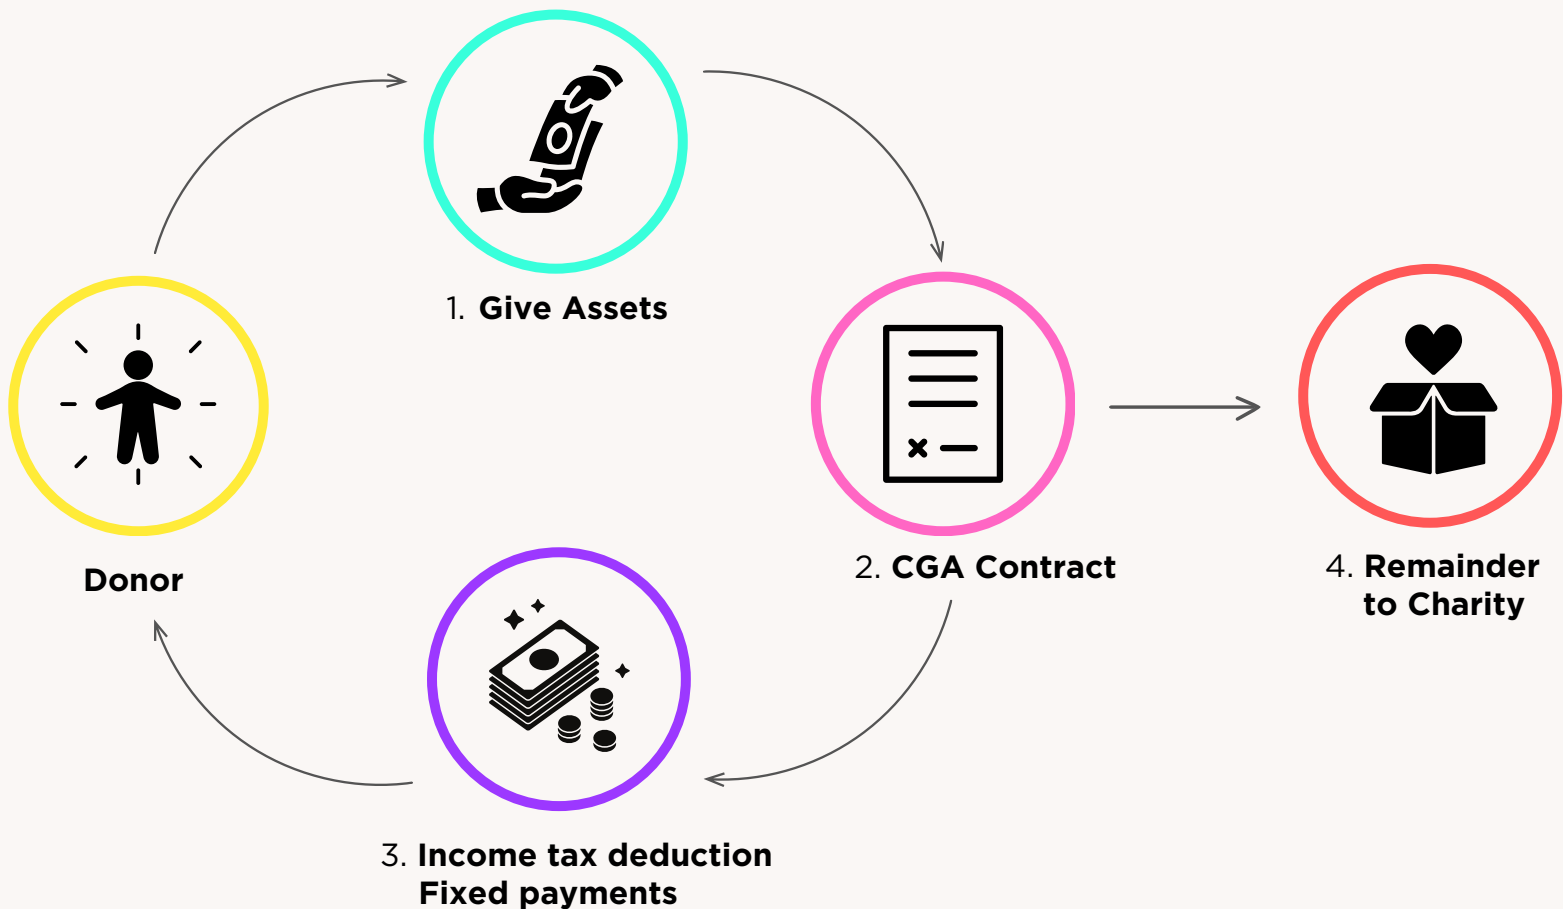 1. Give Assets
Donor
2. CGA Contract
4. Remainder
to Charity
3. Income tax deduction
Fixed payments